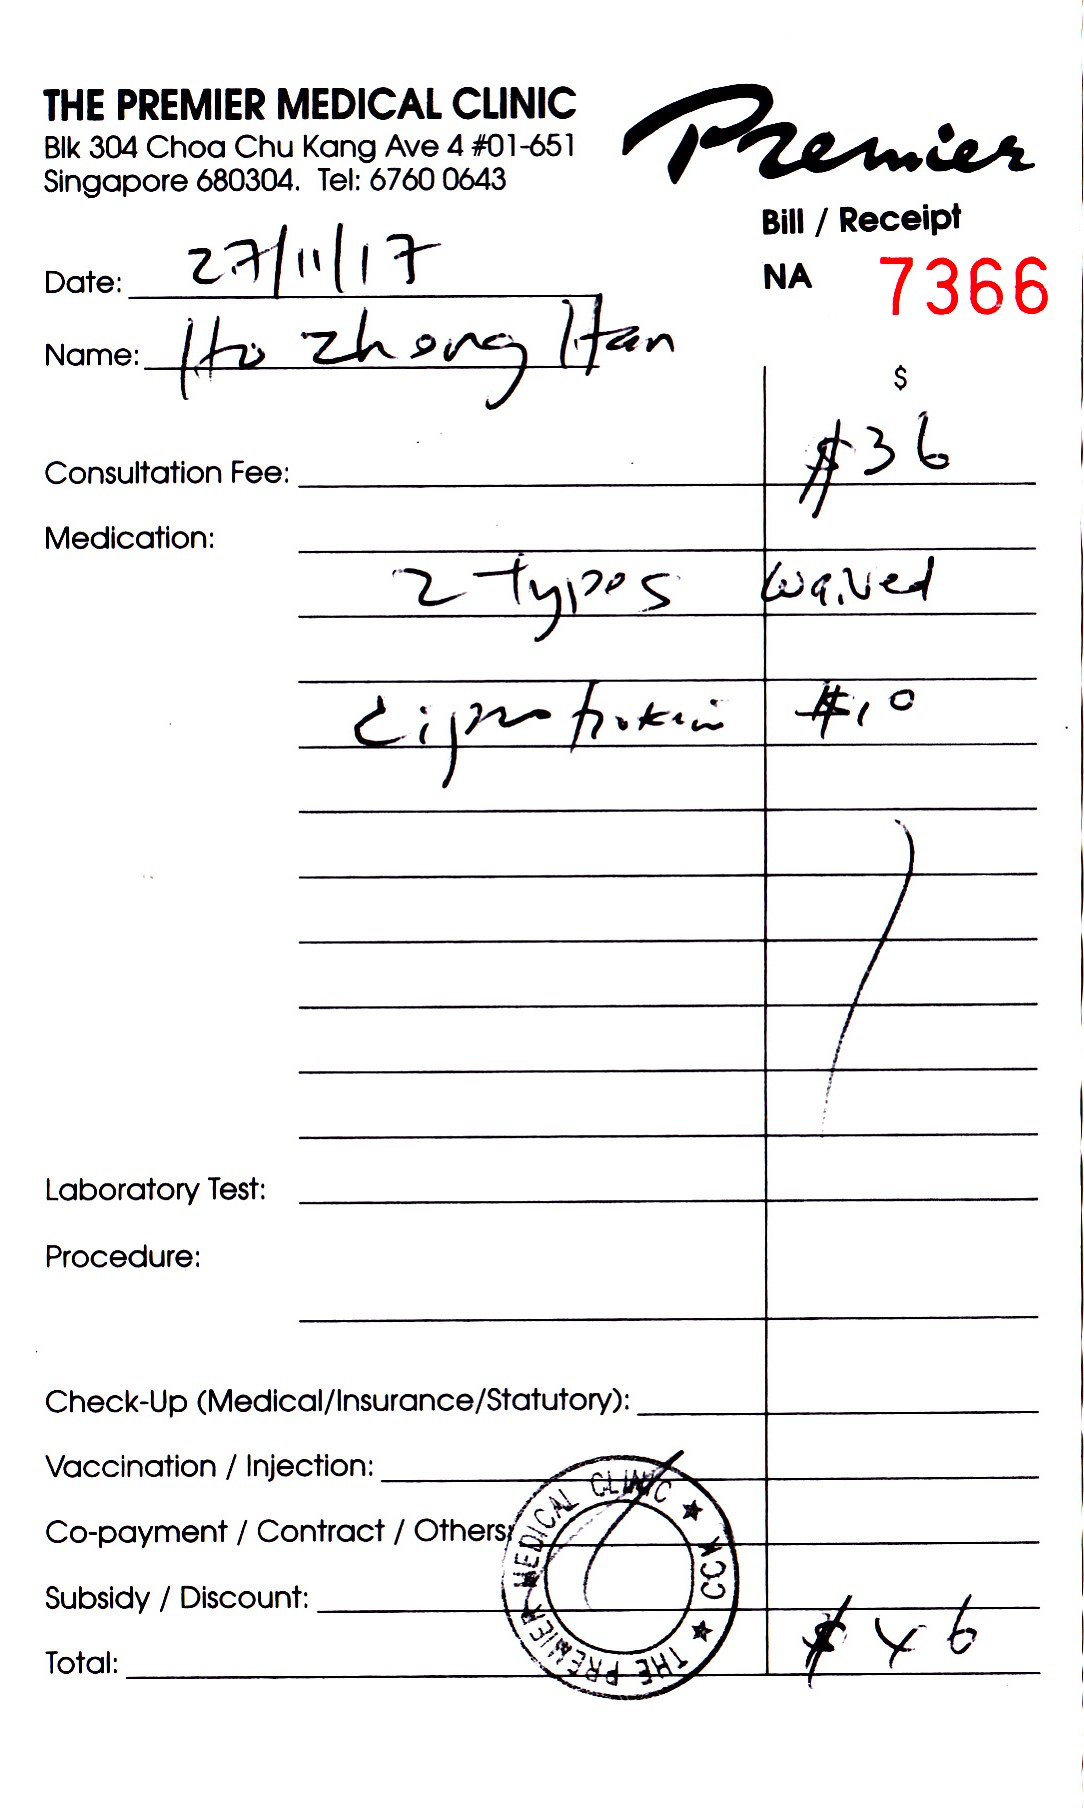 THE PREMIER MEDICAL CLINIC
Blk 304 Choa Chu Kang Ave 4 #01-651
Singapore 680304. Tel: 6760 0643
Premier
Bill / Receipt
NA 7366
Date: 27/11/17
Name: Ho Zhong Han
$
Consultation Fee: $36
Medication:
2 types waived
$10
Laboratory Test:
Procedure:
Check-Up (Medical/Insurance/Statutory):
Vaccination / Injection:
Co-payment / Contract / Others:
Subsidy / Discount:
Total: $46
THE PREMIER MEDICAL CLINIC ★ CCK ★